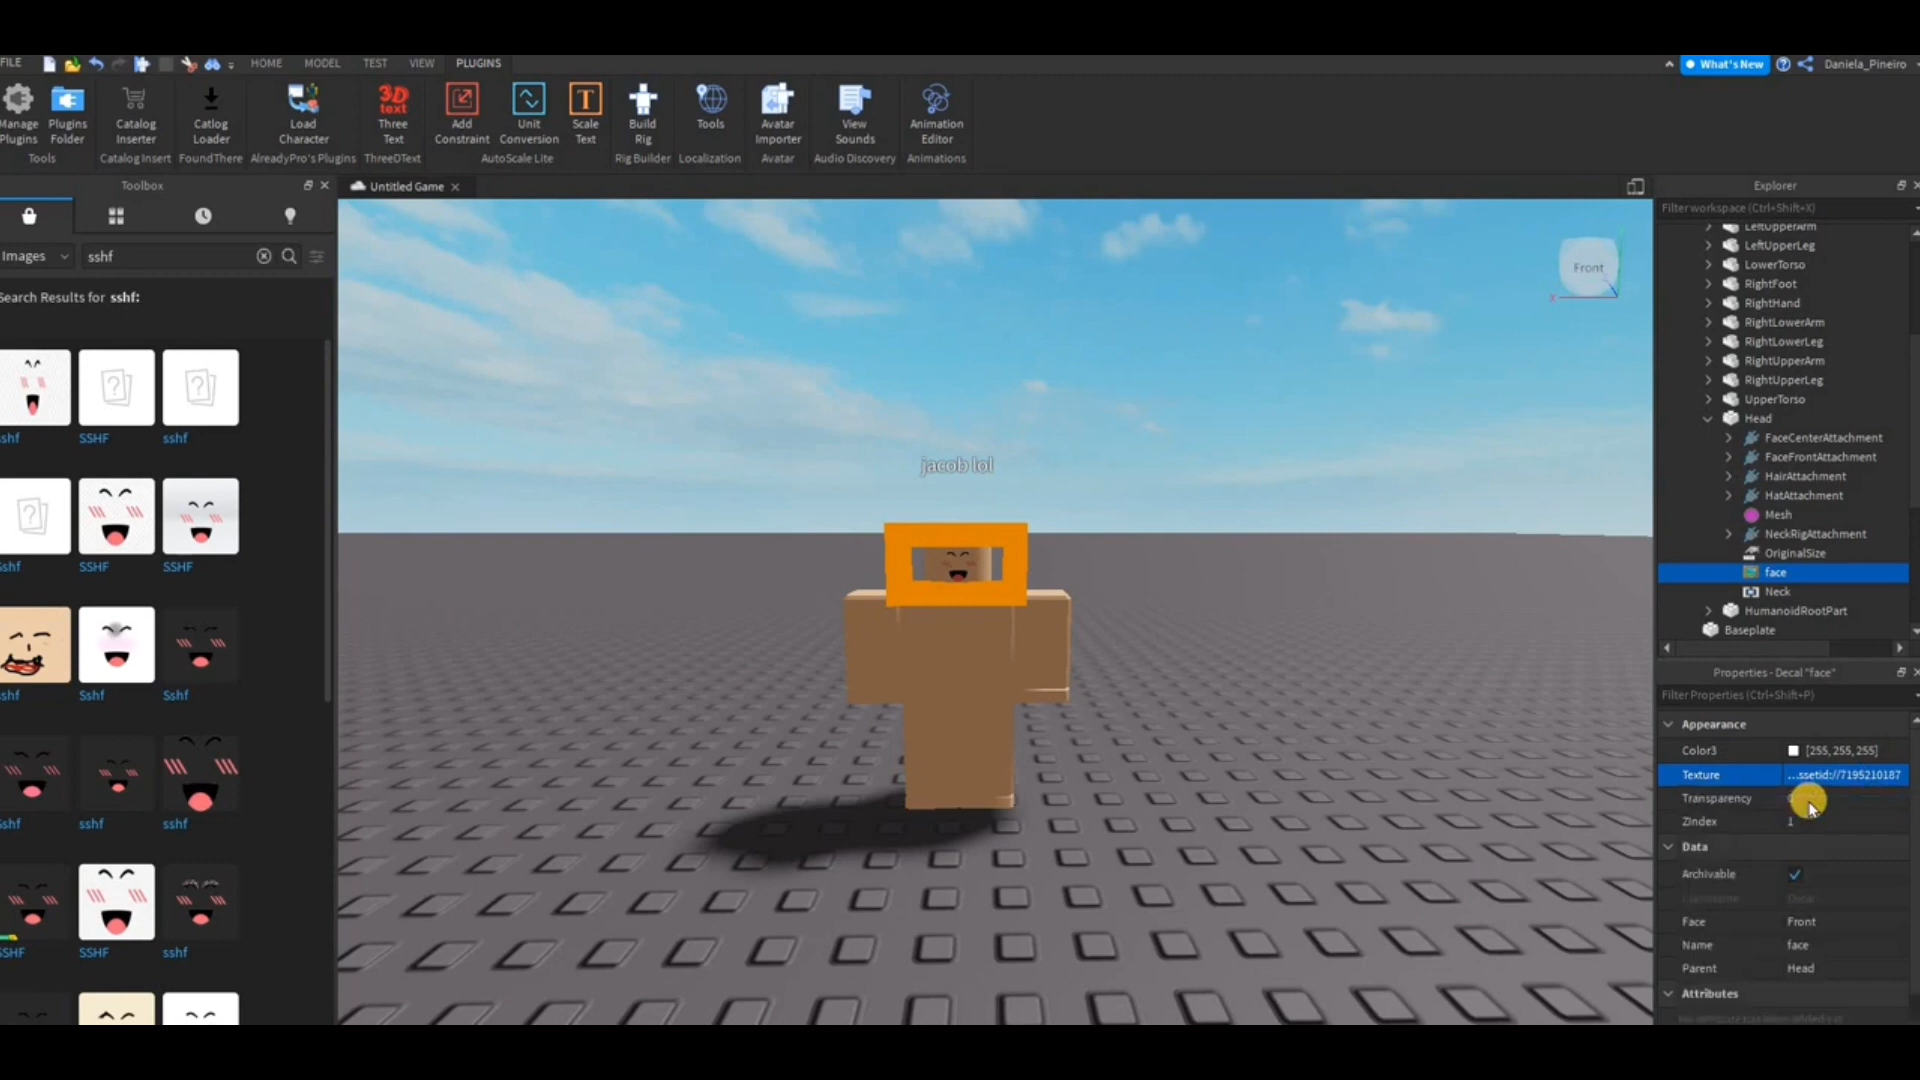 FILE
HOME
MODEL
TEST
VIEW
PLUGINS
What's New
Daniela_Pineiro
Manage Plugins
Plugins Folder
Catalog Inserter
Catlog Loader
Load Character
3D text
Three Text
Add Constraint
Unit Conversion
T
Scale Text
Build Rig
Tools
Avatar Importer
View Sounds
Animation Editor
Tools
Catalog Insert
FoundThere
AlreadyPro's Plugins
ThreeDText
AutoScale Lite
Rig Builder
Localization
Avatar
Audio Discovery
Animations
Toolbox
Untitled Game
Images
sshf
Search Results for sshf:
sshf
SSHF
sshf
Sshf
SSHF
SSHF
Sshf
Sshf
Sshf
sshf
sshf
SSHF
SSHF
sshf
jacob lol
Front
X
Explorer
Filter workspace (Ctrl+Shift+X)
LeftUpperArm
LeftUpperLeg
LowerTorso
RightFoot
RightHand
RightLowerArm
RightLowerLeg
RightUpperArm
RightUpperLeg
UpperTorso
Head
FaceCenterAttachment
FaceFrontAttachment
HairAttachment
HatAttachment
Mesh
NeckRigAttachment
OriginalSize
face
Neck
HumanoidRootPart
Baseplate
Properties - Decal "face"
Filter Properties (Ctrl+Shift+P)
Appearance
Color3 [255, 255, 255]
Texture ...ssetid://7195210187
Transparency
ZIndex 1
Data
Archivable
Face Front
Name face
Parent Head
Attributes